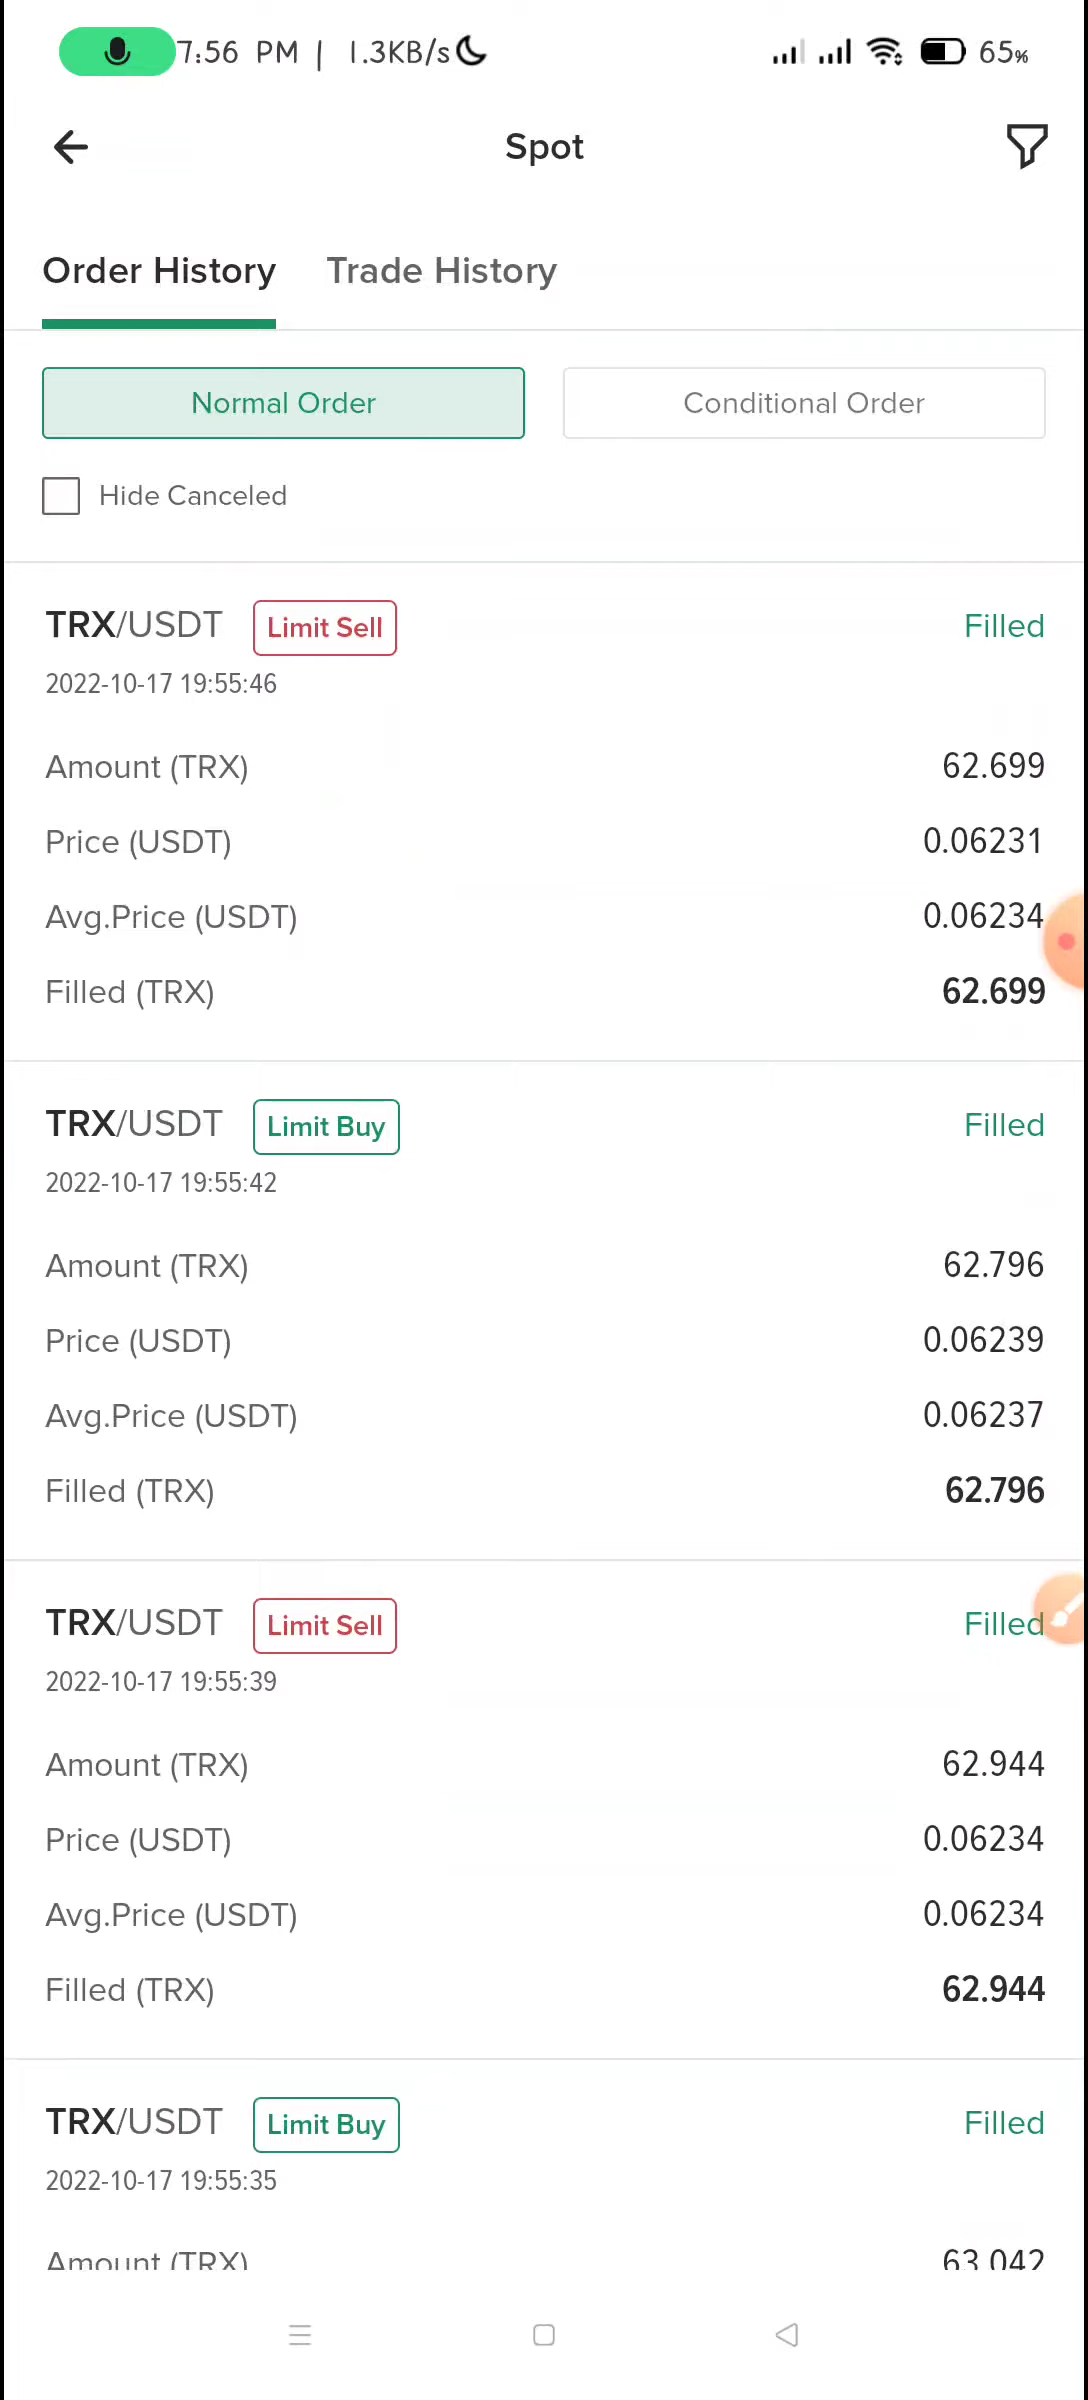 7:56 PM | 1.3KB/s 65%
Spot
Order History Trade History
Normal Order Conditional Order
Hide Canceled
TRX/USDT Limit Sell Filled
2022-10-17 19:55:46
Amount (TRX) 62.699
Price (USDT) 0.06231
Avg.Price (USDT) 0.06234
Filled (TRX) 62.699
TRX/USDT Limit Buy Filled
2022-10-17 19:55:42
Amount (TRX) 62.796
Price (USDT) 0.06239
Avg.Price (USDT) 0.06237
Filled (TRX) 62.796
TRX/USDT Limit Sell Filled
2022-10-17 19:55:39
Amount (TRX) 62.944
Price (USDT) 0.06234
Avg.Price (USDT) 0.06234
Filled (TRX) 62.944
TRX/USDT Limit Buy Filled
2022-10-17 19:55:35
Amount (TRX) 63.042